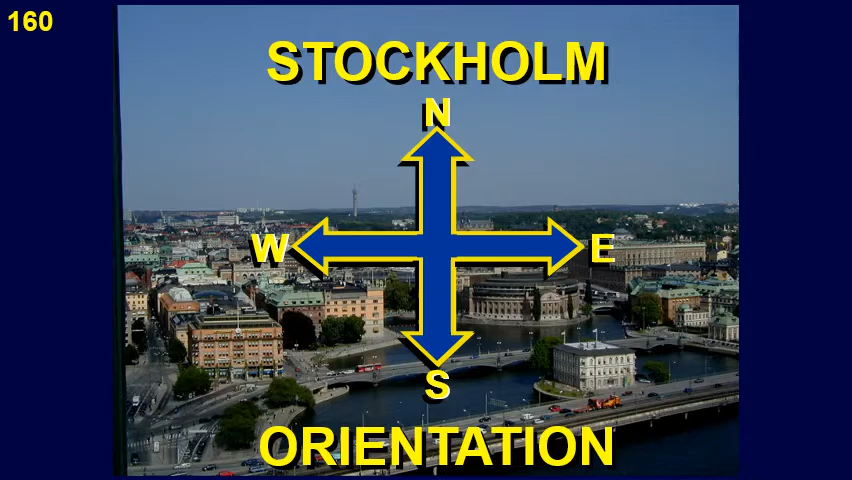 160
STOCKHOLM
N
W E
S
ORIENTATION